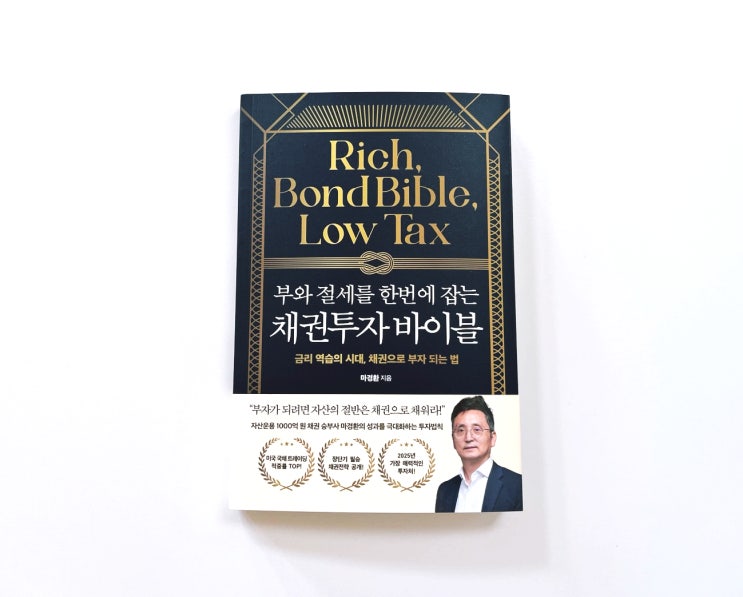 Rich,
Bond Bible,
Low Tax
부와 절세를 한번에 잡는
채권투자 바이블
금리 역습의 시대, 채권으로 부자 되는 법
마경환 지음
“부자가 되려면 자산의 절반은 채권으로 채워라!”
자산운용 1000억 원 채권 승부사 마경환의 성과를 극대화하는 투자법칙
미국 국채 트레이딩
적중률 TOP!
장단기 필승
채권전략 공개!
2025년
가장 매력적인
투자처!